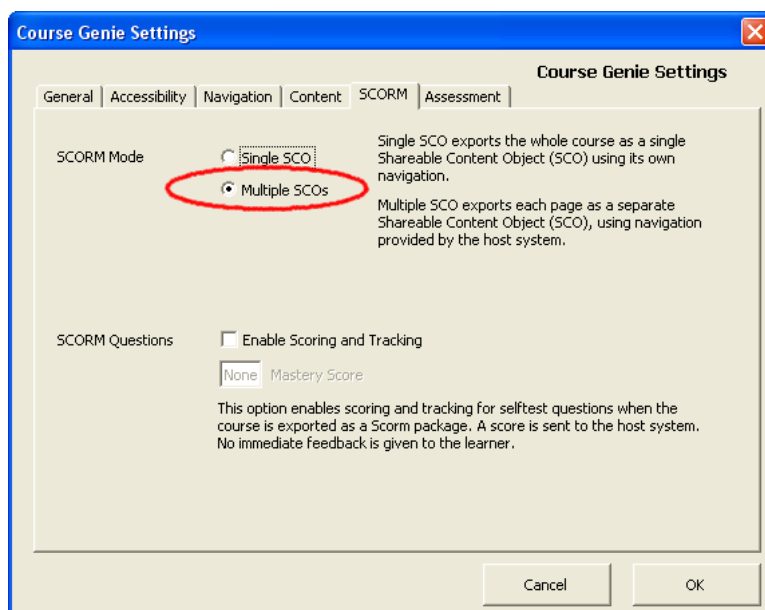 Course Genie Settings
Course Genie Settings
General Accessibility Navigation Content SCORM Assessment
SCORM Mode
Single SCO
Multiple SCOs
Single SCO exports the whole course as a single
Shareable Content Object (SCO) using its own
navigation.
Multiple SCO exports each page as a separate
Shareable Content Object (SCO), using navigation
provided by the host system.
SCORM Questions
Enable Scoring and Tracking
None Mastery Score
This option enables scoring and tracking for selftest questions when the
course is exported as a Scorm package. A score is sent to the host system.
No immediate feedback is given to the learner.
Cancel OK